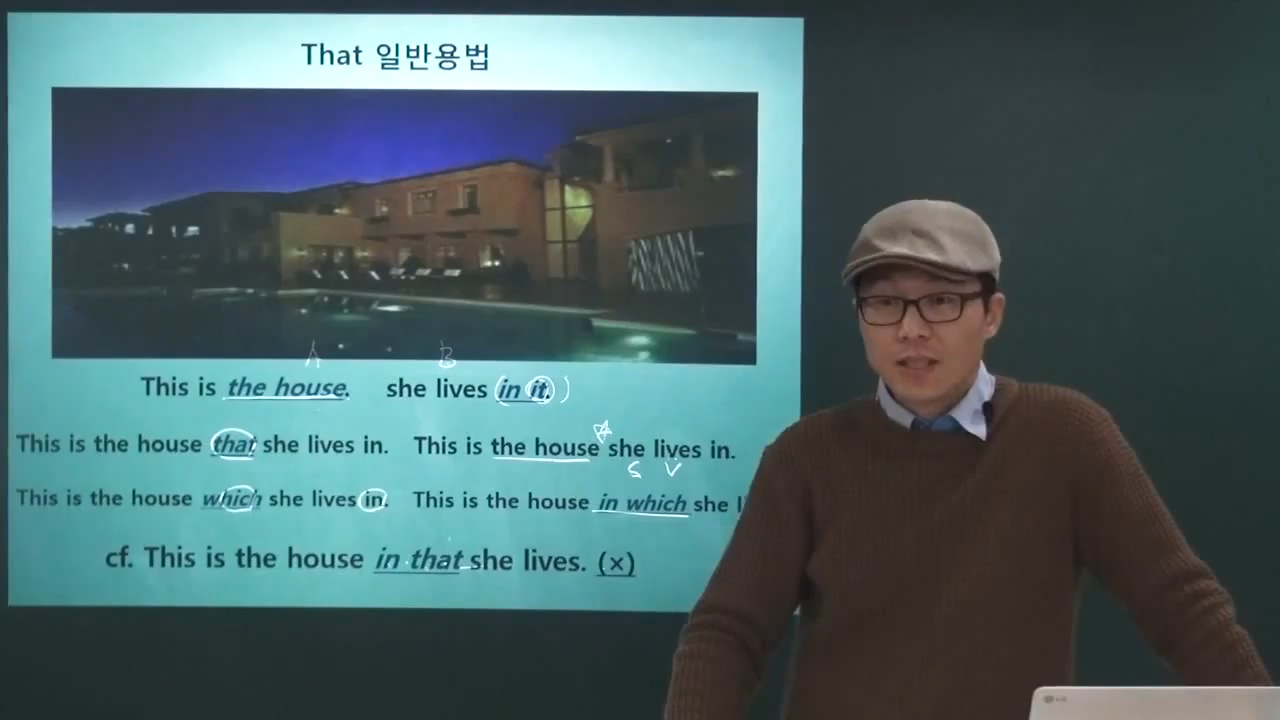 That 일반용법
A B
This is the house. she lives (in it.)
This is the house that she lives in. This is the house she lives in.
S V
This is the house which she lives in. This is the house in which she
cf. This is the house in that she lives. (×)
LG